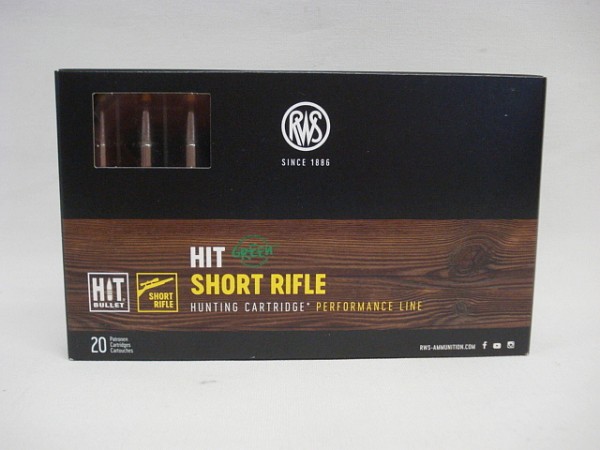 RWS
SINCE 1886
HIT GREEN
SHORT RIFLE
HUNTING CARTRIDGE* PERFORMANCE LINE
HIT
BULLET
SHORT
RIFLE
20
Patronen
Cartridges
Cartouches
RWS-AMMUNITION.COM